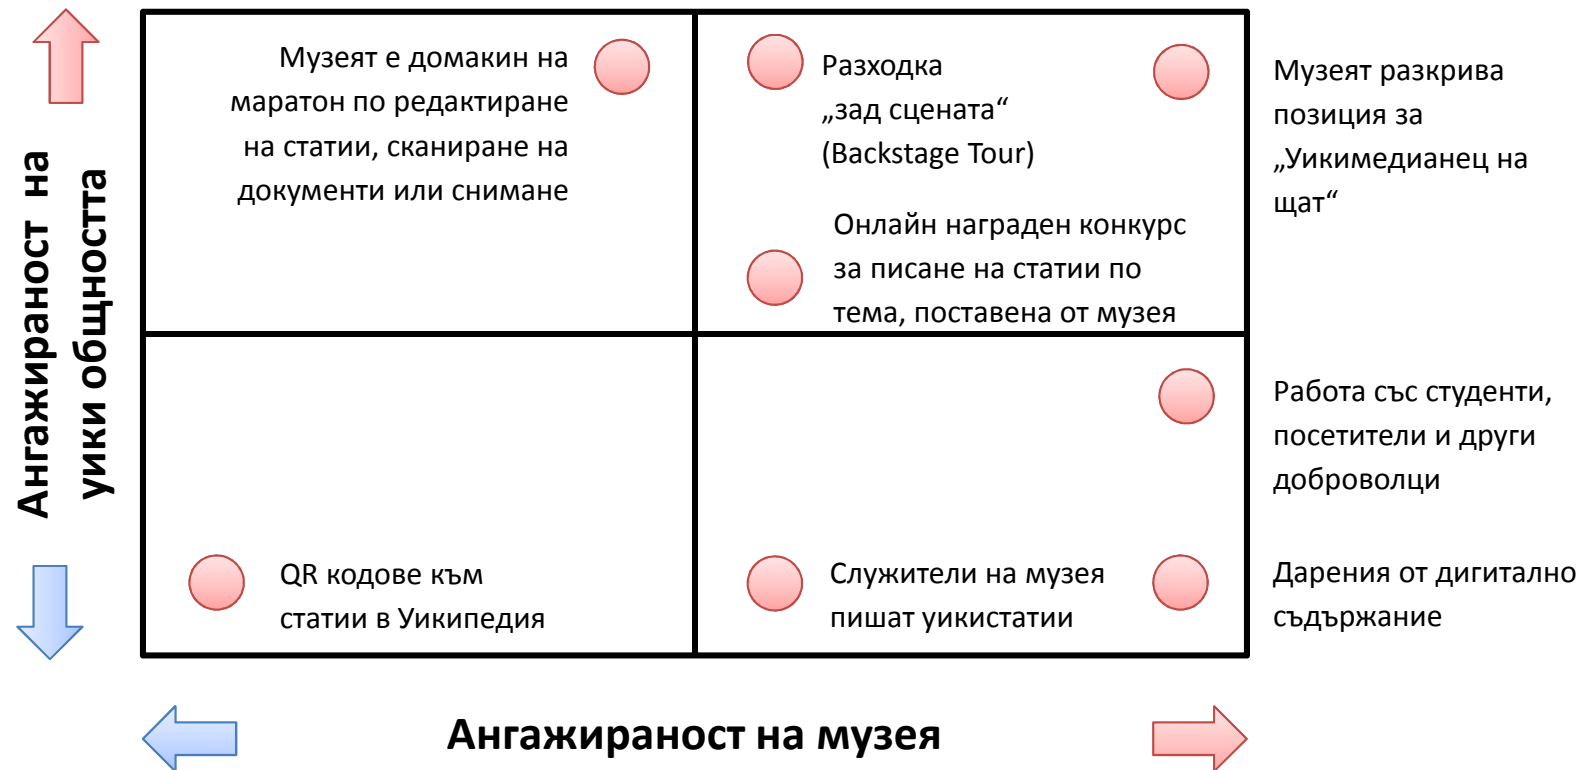 Ангажираност на
уики общността
Музеят е домакин на
маратон по редактиране
на статии, сканиране на
документи или снимане
Разходка
„зад сцената“
(Backstage Tour)
Онлайн награден конкурс
за писане на статии по
тема, поставена от музея
Музеят разкрива
позиция за
„Уикимедианец на
щат“
QR кодове към
статии в Уикипедия
Служители на музея
пишат уикистатии
Работа със студенти,
посетители и други
доброволци
Дарения от дигитално
съдържание
Ангажираност на музея